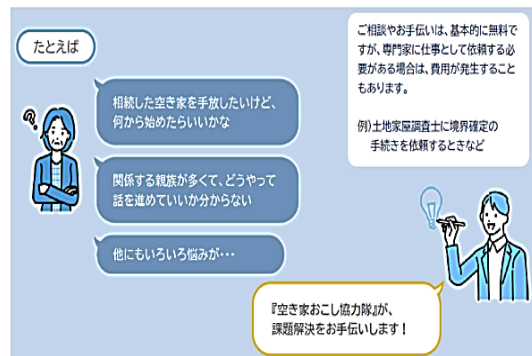 たとえば
相続した空き家を手放したいけど、
何から始めたらいいかな
関係する親族が多くて、どうやって
話を進めていいか分からない
他にもいろいろ悩みが・・・
ご相談やお手伝いは、基本的に無料で
すが、専門家に仕事として依頼する必
要がある場合は、費用が発生すること
もあります。
例)土地家屋調査士に境界確定の
手続きを依頼するときなど
『空き家おこし協力隊』が、
課題解決をお手伝いします！